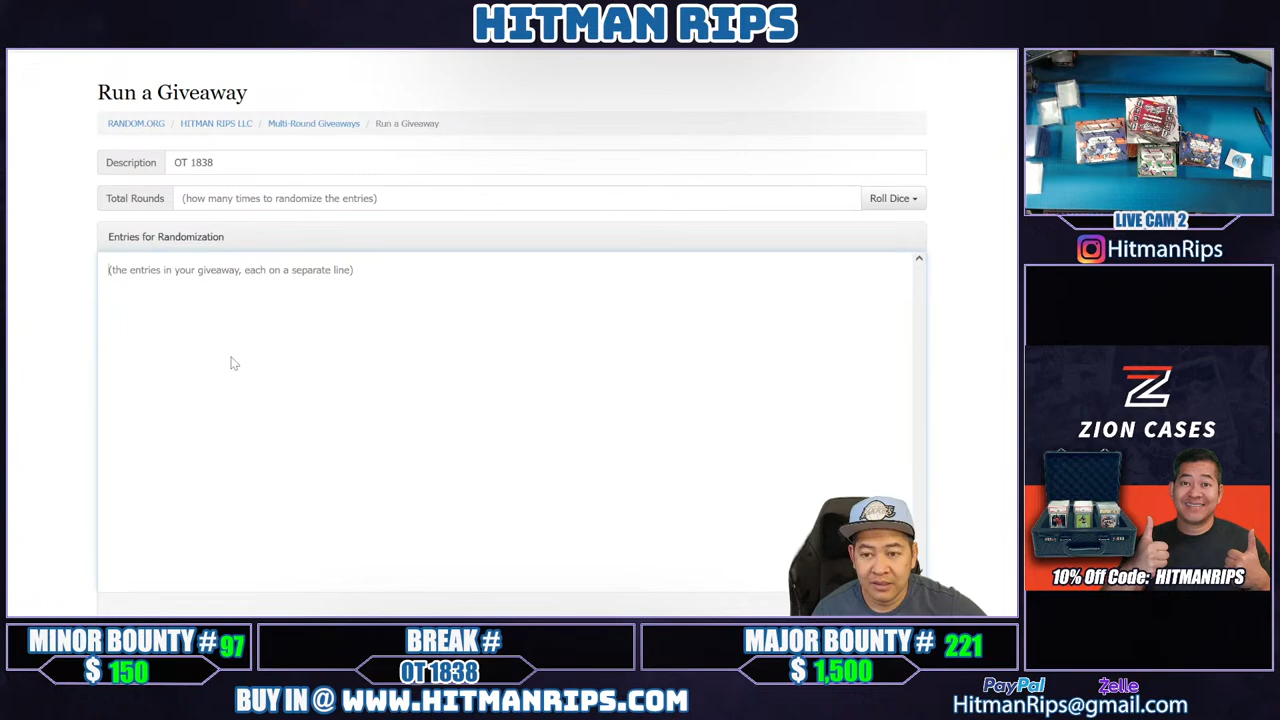 HITMAN RIPS
Run a Giveaway
RANDOM.ORG / HITMAN RIPS LLC / Multi-Round Giveaways / Run a Giveaway
Description OT 1838
Total Rounds (how many times to randomize the entries) Roll Dice
Entries for Randomization
(the entries in your giveaway, each on a separate line)
LIVE CAM 2
HitmanRips
ZION CASES
10% Off Code: HITMANRIPS
MINOR BOUNTY # 97
$ 150
BREAK #
OT 1838
MAJOR BOUNTY # 221
$ 1,500
BUY IN @ WWW.HITMANRIPS.COM
PayPal Zelle
HitmanRips@gmail.com